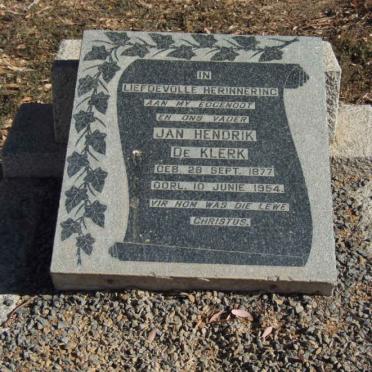 IN
LIEFDEVOLLE HERINNERING
AAN MY EGGENOOT
EN ONS VADER
JAN HENDRIK
DE KLERK
GEB. 28 SEPT. 1877
OORL. 10 JUNIE 1954.
VIR HOM WAS DIE LEWE
CHRISTUS.